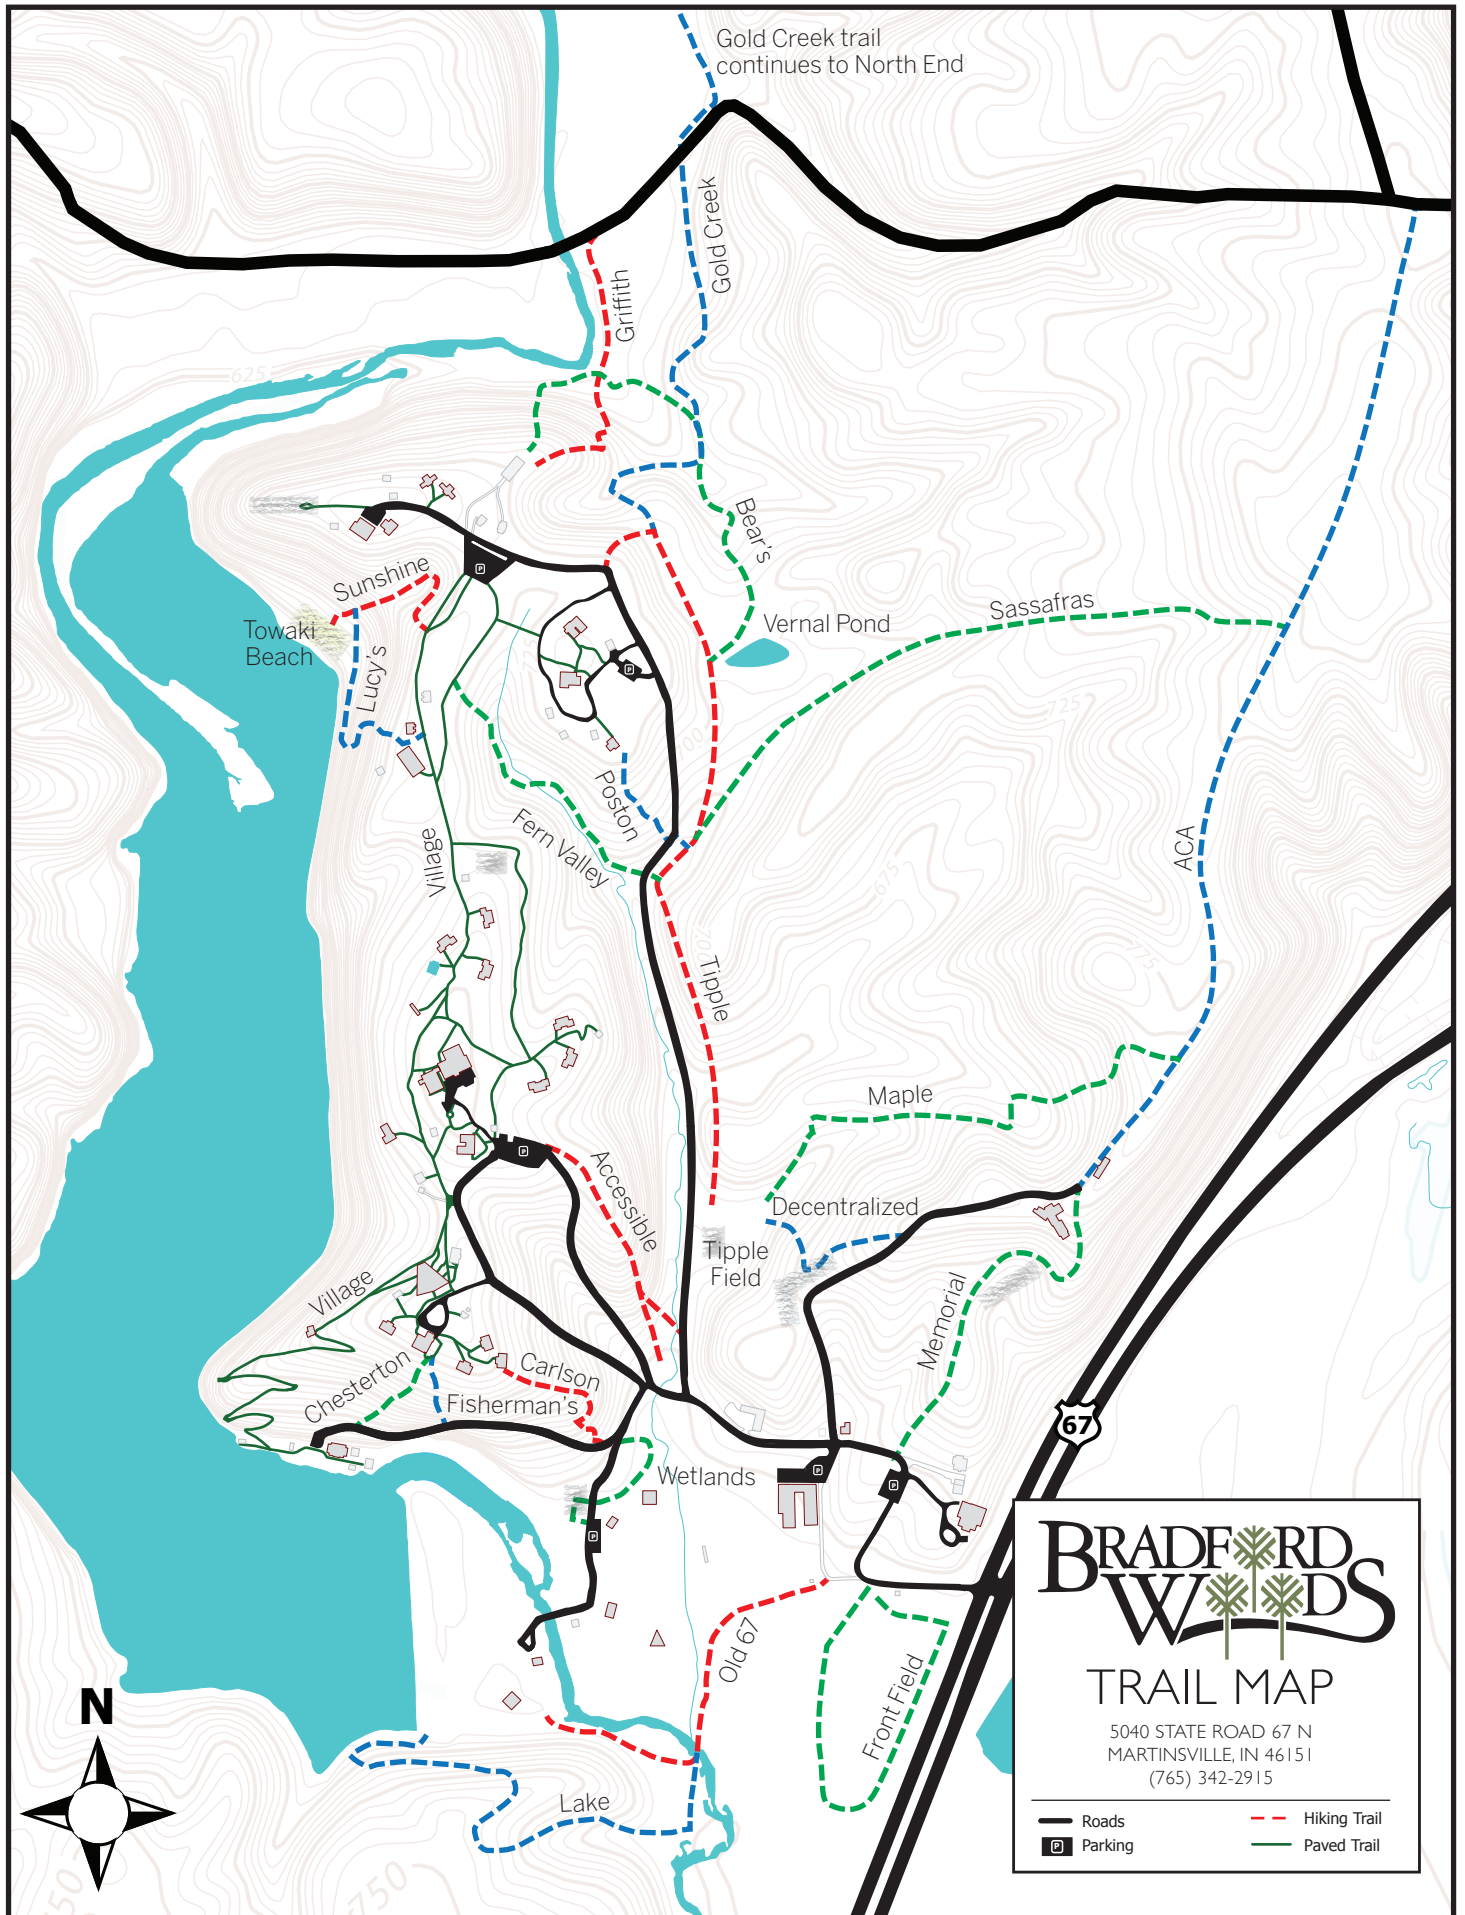 Gold Creek trail
continues to North End
Gold Creek
Griffith
625
Bear's
Sunshine
Towaki
Beach
Lucy's
Vernal Pond
Sassafras
Poston
Fern Valley
Village
ACA
Tipple
Maple
Accessible
Decentralized
Tipple
Field
Village
Memorial
Chesterton
Carlson
Fisherman's
Wetlands
67
Old 67
Front Field
Lake
750
N
P
P
P
P
P
P
BRADFORD
WOODS
TRAIL MAP
5040 STATE ROAD 67 N
MARTINSVILLE, IN 46151
(765) 342-2915
Roads
Hiking Trail
P
Parking
Paved Trail